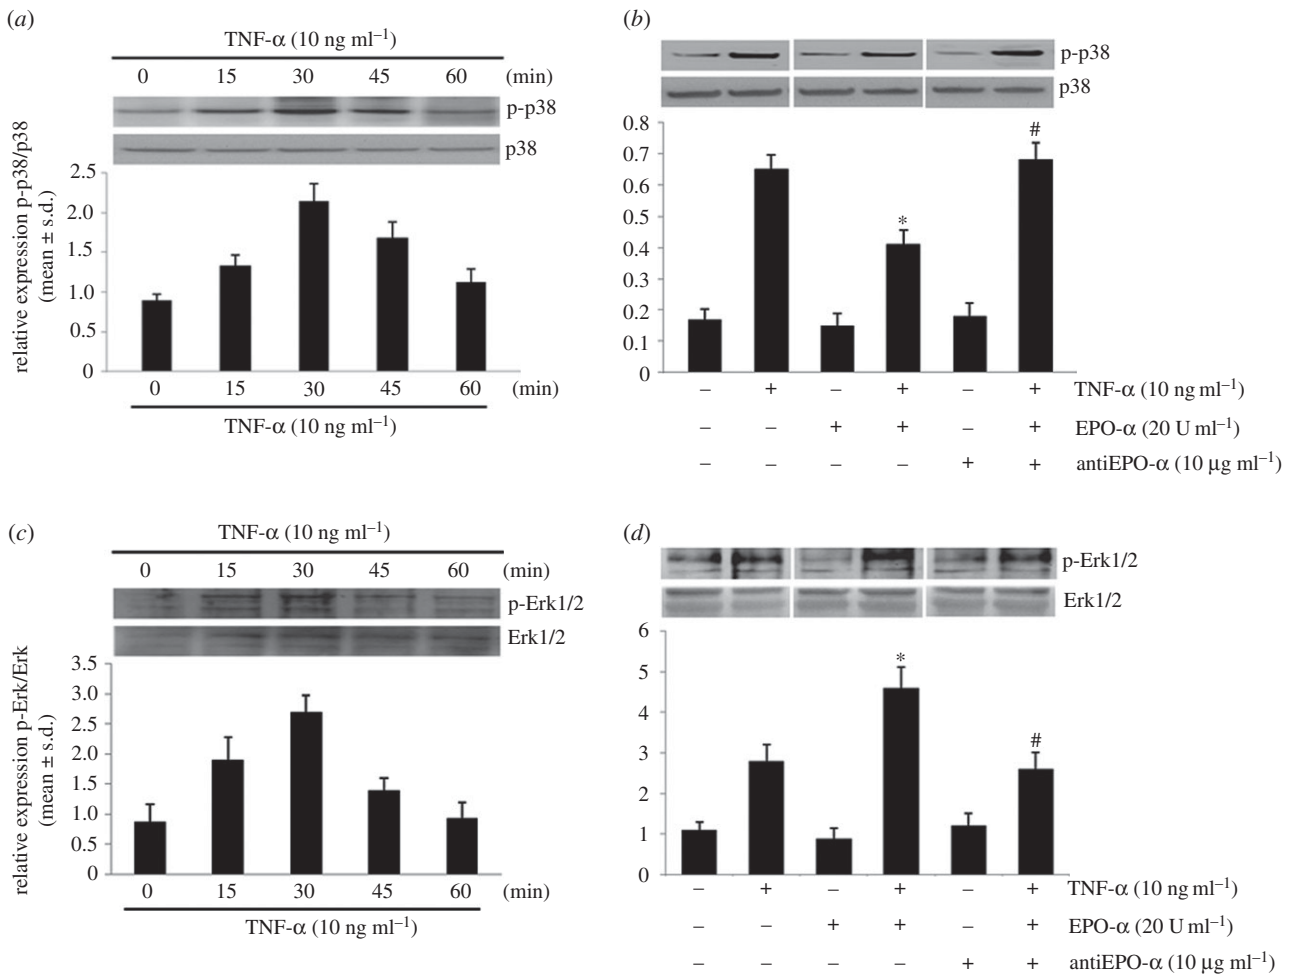 (a)
TNF-α (10 ng ml⁻¹)
0 15 30 45 60 (min)
p-p38
p38
relative expression p-p38/p38
(mean ± s.d.)
2.5
2.0
1.5
1.0
0.5
0
0 15 30 45 60 (min)
TNF-α (10 ng ml⁻¹)
(b)
p-p38
p38
0.8
0.7
0.6
0.5
0.4
0.3
0.2
0.1
0
*
#
– + – + – + TNF-α (10 ng ml⁻¹)
– – + + – + EPO-α (20 U ml⁻¹)
– – – – + + antiEPO-α (10 µg ml⁻¹)
(c)
TNF-α (10 ng ml⁻¹)
0 15 30 45 60 (min)
p-Erk1/2
Erk1/2
relative expression p-Erk/Erk
(mean ± s.d.)
3.5
3.0
2.5
2.0
1.5
1.0
0.5
0
0 15 30 45 60 (min)
TNF-α (10 ng ml⁻¹)
(d)
p-Erk1/2
Erk1/2
6
5
4
3
2
1
0
*
#
– + – + – + TNF-α (10 ng ml⁻¹)
– – + + – + EPO-α (20 U ml⁻¹)
– – – – + + antiEPO-α (10 µg ml⁻¹)